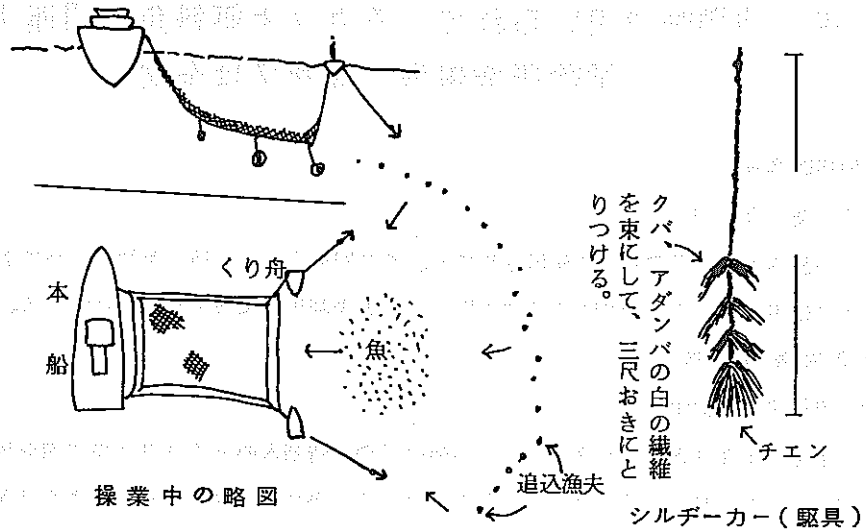 くり舟
本船
魚
操業中の略図
追込漁夫
クバ、アダンバの白の繊維
を束にして、三尺おきにと
りつける。
チエン
シルヂーカー(駆具)